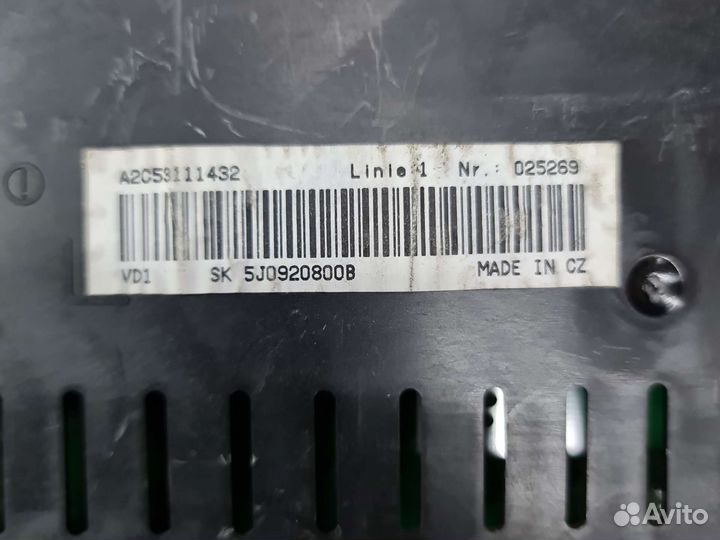 A2C53111432 Linie 1 Nr.: 025269
VD1 SK 5J0920800B MADE IN CZ
Avito